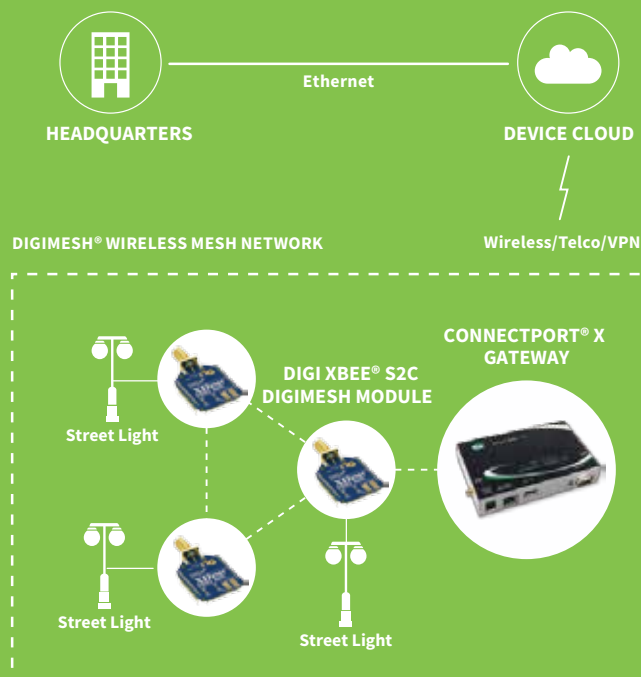 Ethernet
HEADQUARTERS
DEVICE CLOUD
DIGIMESH® WIRELESS MESH NETWORK
Wireless/Telco/VPN
CONNECTPORT® X
GATEWAY
DIGI XBEE® S2C
DIGIMESH MODULE
Street Light
Street Light
Street Light